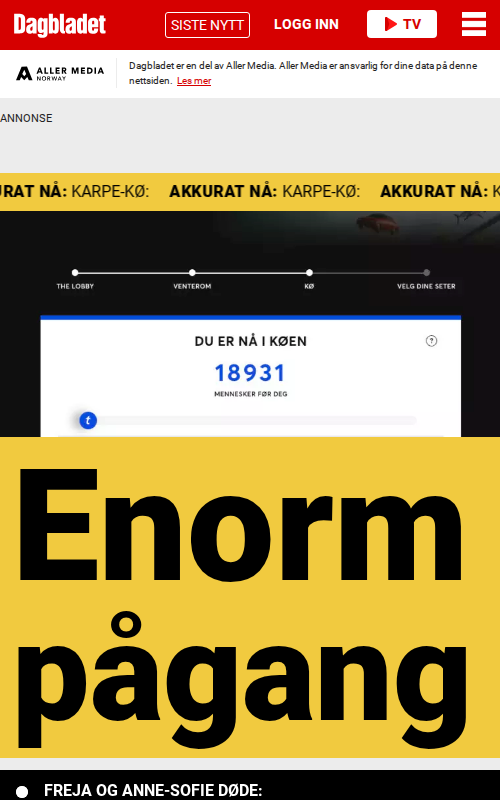 Dagbladet
SISTE NYTT
LOGG INN
TV
ALLER MEDIA
NORWAY
Dagbladet er en del av Aller Media. Aller Media er ansvarlig for dine data på denne
nettsiden. Les mer
ANNONSE
URAT NÅ: KARPE-KØ: AKKURAT NÅ: KARPE-KØ: AKKURAT NÅ: K
THE LOBBY
VENTEROM
KØ
VELG DINE SETER
DU ER NÅ I KØEN
?
18931
MENNESKER FØR DEG
t
Enorm
pågang
FREJA OG ANNE-SOFIE DØDE: